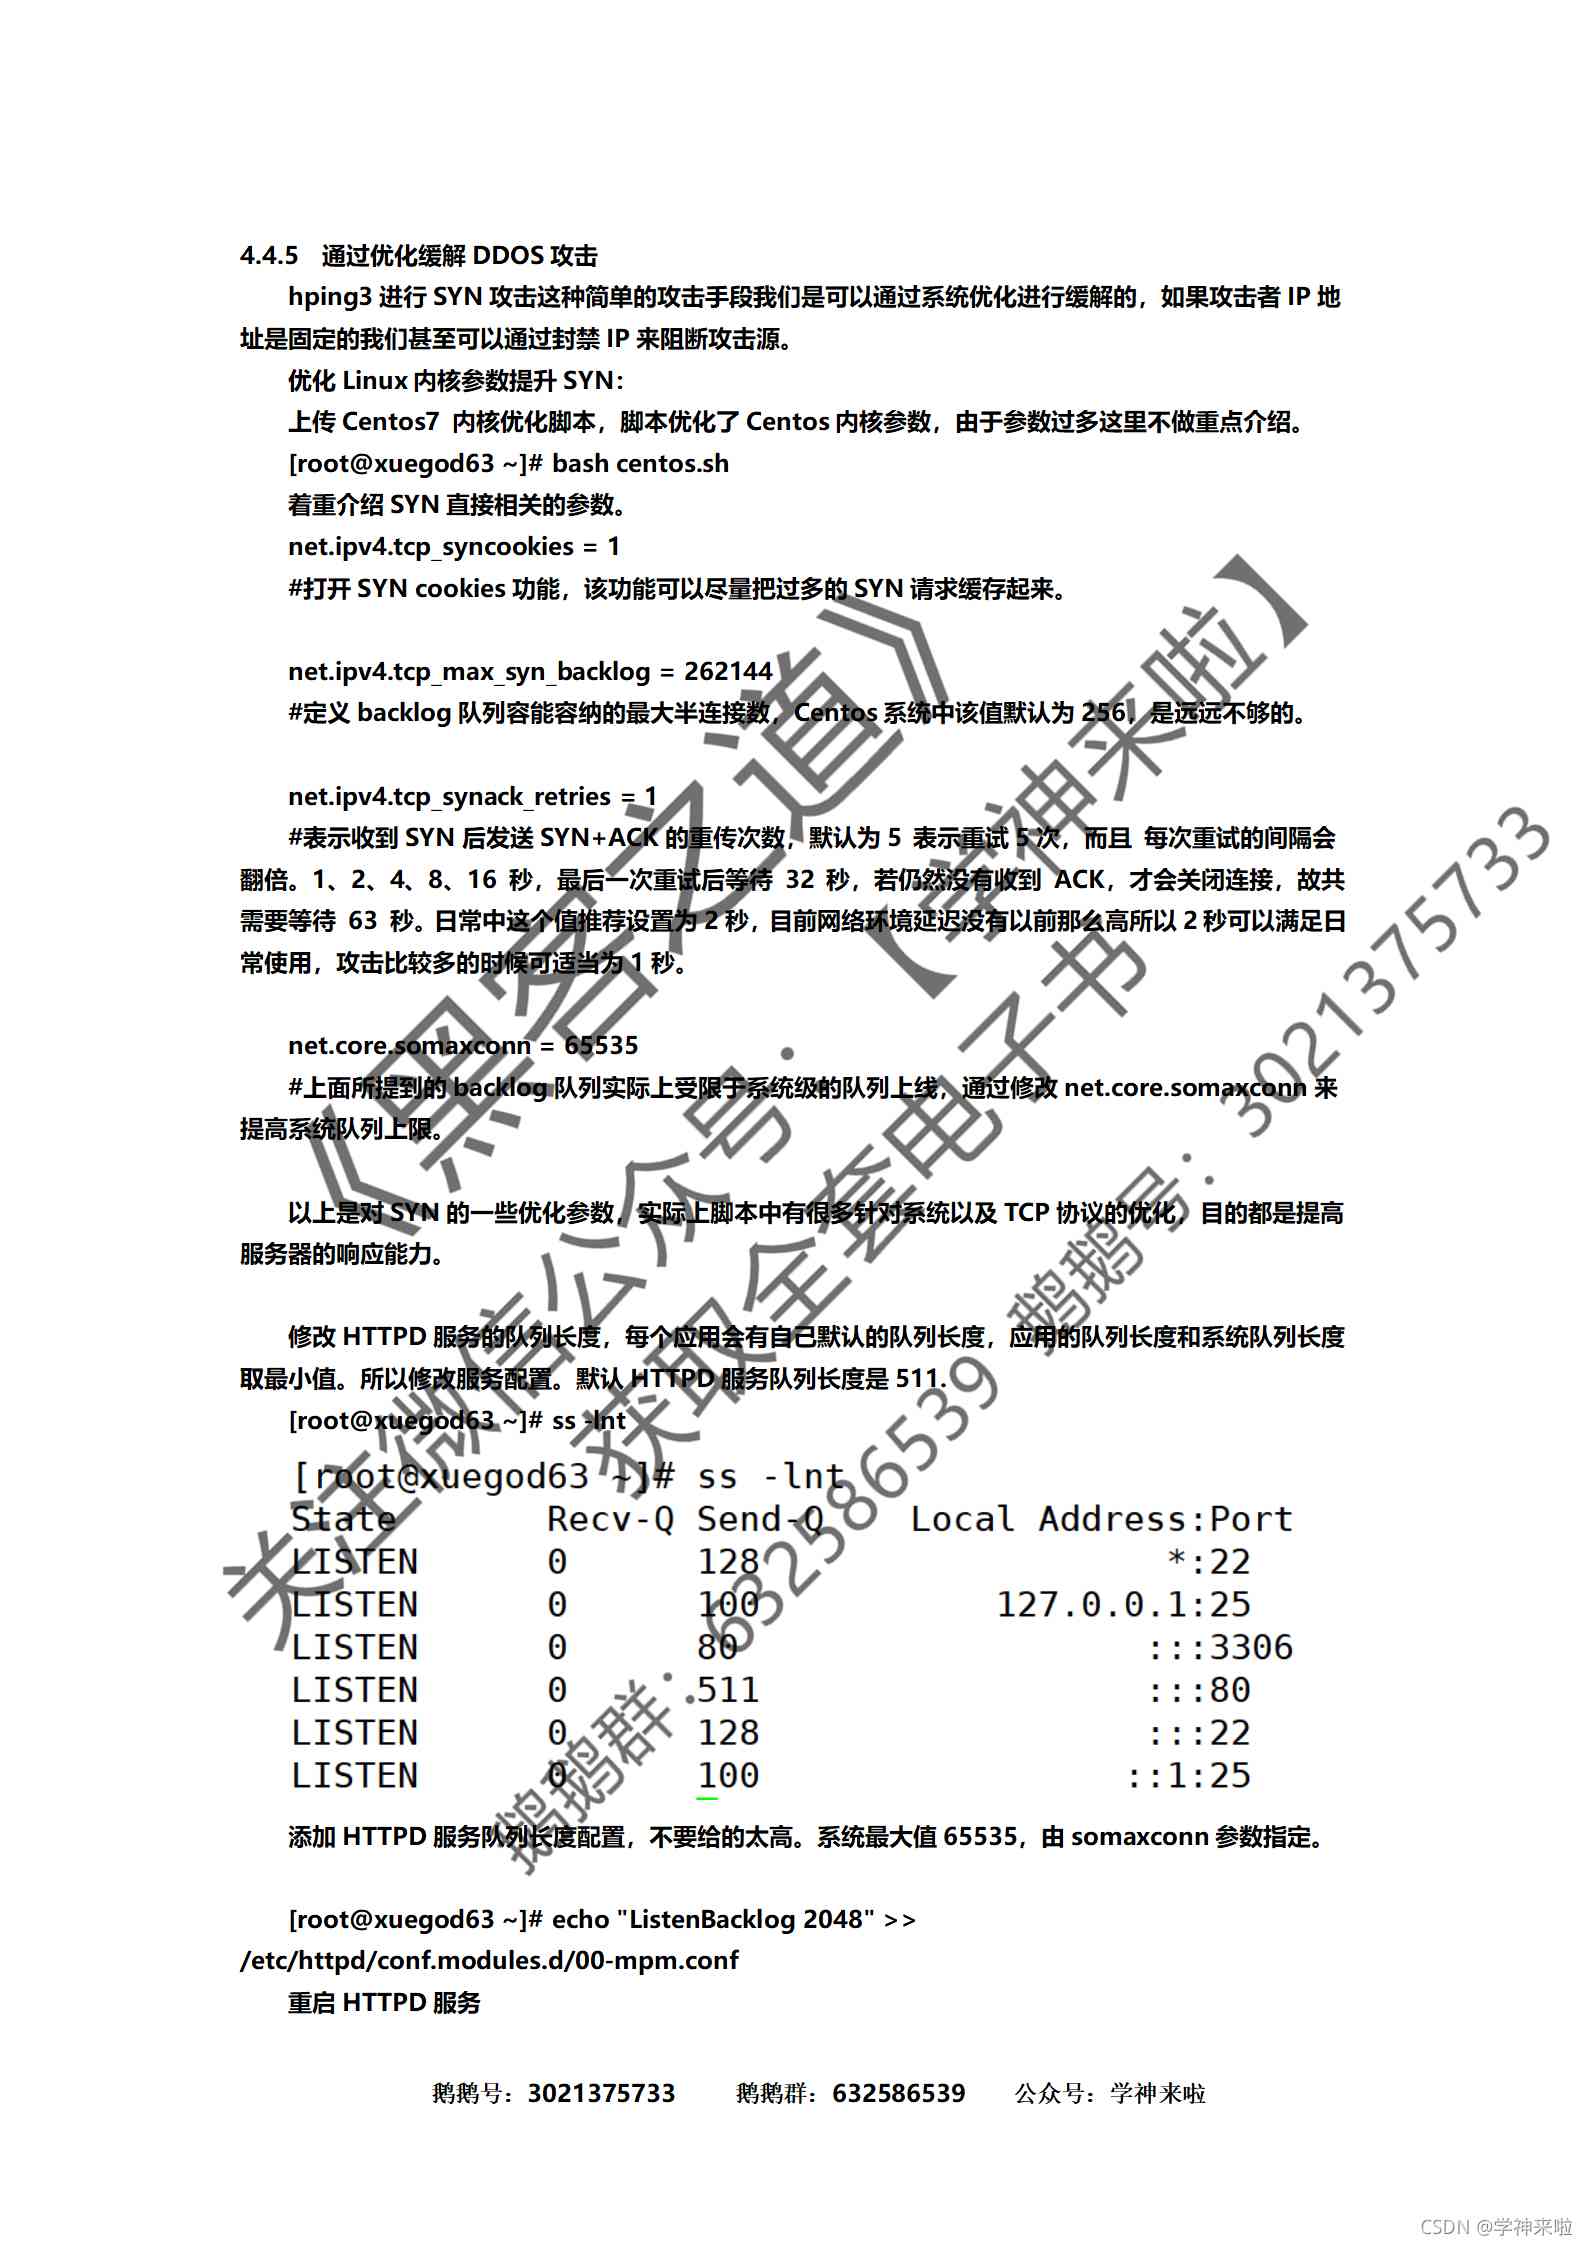 4.4.5 通过优化缓解 DDOS 攻击
hping3 进行 SYN 攻击这种简单的攻击手段我们是可以通过系统优化进行缓解的，如果攻击者 IP 地
址是固定的我们甚至可以通过封禁 IP 来阻断攻击源。
优化 Linux 内核参数提升 SYN：
上传 Centos7 内核优化脚本，脚本优化了 Centos 内核参数，由于参数过多这里不做重点介绍。
[root@xuegod63 ~]# bash centos.sh
着重介绍 SYN 直接相关的参数。
net.ipv4.tcp_syncookies = 1
#打开 SYN cookies 功能，该功能可以尽量把过多的 SYN 请求缓存起来。
net.ipv4.tcp_max_syn_backlog = 262144
#定义 backlog 队列容能容纳的最大半连接数，Centos 系统中该值默认为 256，是远远不够的。
net.ipv4.tcp_synack_retries = 1
#表示收到 SYN 后发送 SYN+ACK 的重传次数，默认为 5 表示重试 5 次，而且 每次重试的间隔会
翻倍。1、2、4、8、16 秒，最后一次重试后等待 32 秒，若仍然没有收到 ACK，才会关闭连接，故共
需要等待 63 秒。日常中这个值推荐设置为 2 秒，目前网络环境延迟没有以前那么高所以 2 秒可以满足日
常使用，攻击比较多的时候可适当为 1 秒。
net.core.somaxconn = 65535
#上面所提到的 backlog 队列实际上受限于系统级的队列上线，通过修改 net.core.somaxconn 来
提高系统队列上限。
以上是对 SYN 的一些优化参数，实际上脚本中有很多针对系统以及 TCP 协议的优化，目的都是提高
服务器的响应能力。
修改 HTTPD 服务的队列长度，每个应用会有自己默认的队列长度，应用的队列长度和系统队列长度
取最小值。所以修改服务配置。默认 HTTPD 服务队列长度是 511.
[root@xuegod63 ~]# ss -lnt
[root@xuegod63 ~]# ss -lnt
State Recv-Q Send-Q Local Address:Port
LISTEN 0 128 *:22
LISTEN 0 100 127.0.0.1:25
LISTEN 0 80 :::3306
LISTEN 0 511 :::80
LISTEN 0 128 :::22
LISTEN 0 100 ::1:25
添加 HTTPD 服务队列长度配置，不要给的太高。系统最大值 65535，由 somaxconn 参数指定。
[root@xuegod63 ~]# echo "ListenBacklog 2048" >>
/etc/httpd/conf.modules.d/00-mpm.conf
重启 HTTPD 服务
鹅鹅号：3021375733 鹅鹅群：632586539 公众号：学神来啦
《黑客之道》
关注微信公众号：【学神来啦】
获取全套电子书
鹅鹅群：632586539 鹅鹅号：3021375733
CSDN @学神来啦